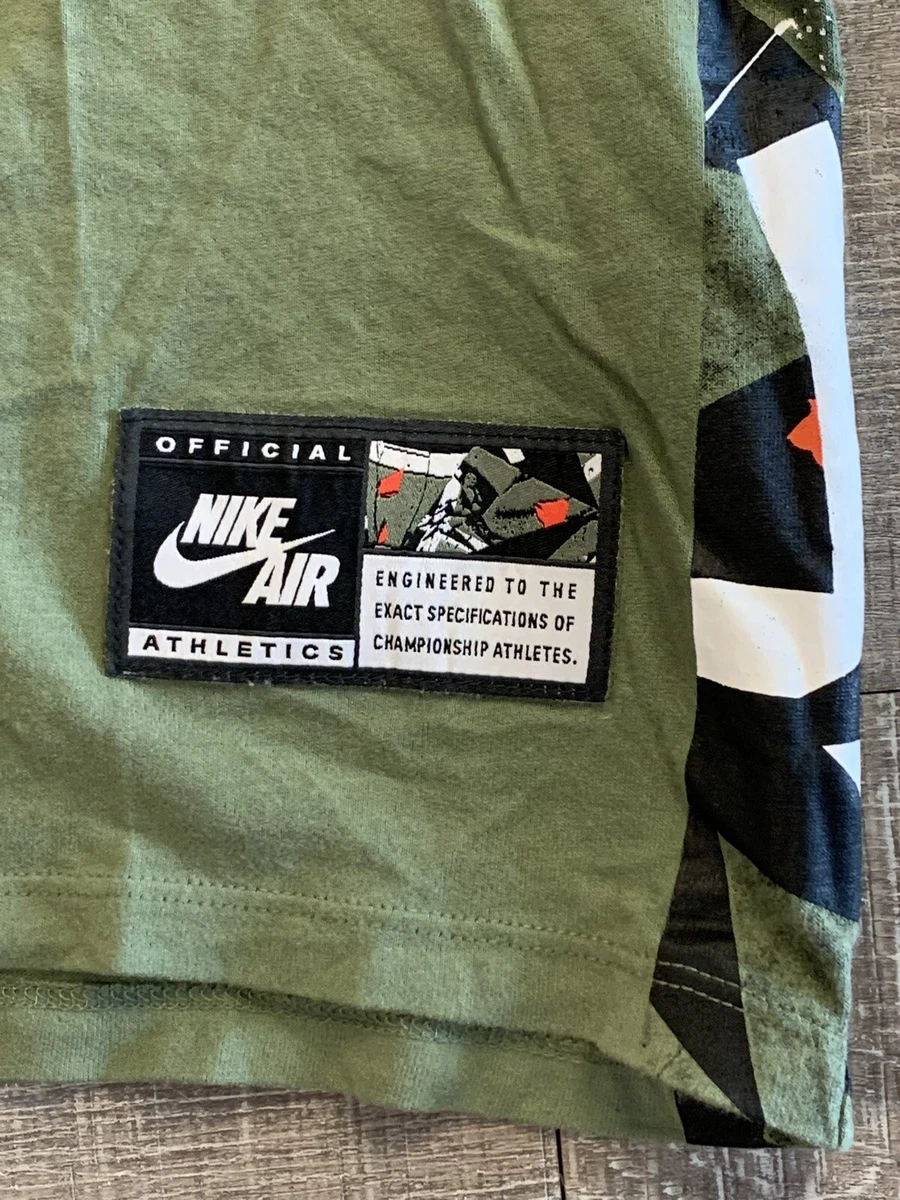 OFFICIAL
NIKE
AIR
ATHLETICS
ENGINEERED TO THE
EXACT SPECIFICATIONS OF
CHAMPIONSHIP ATHLETES.